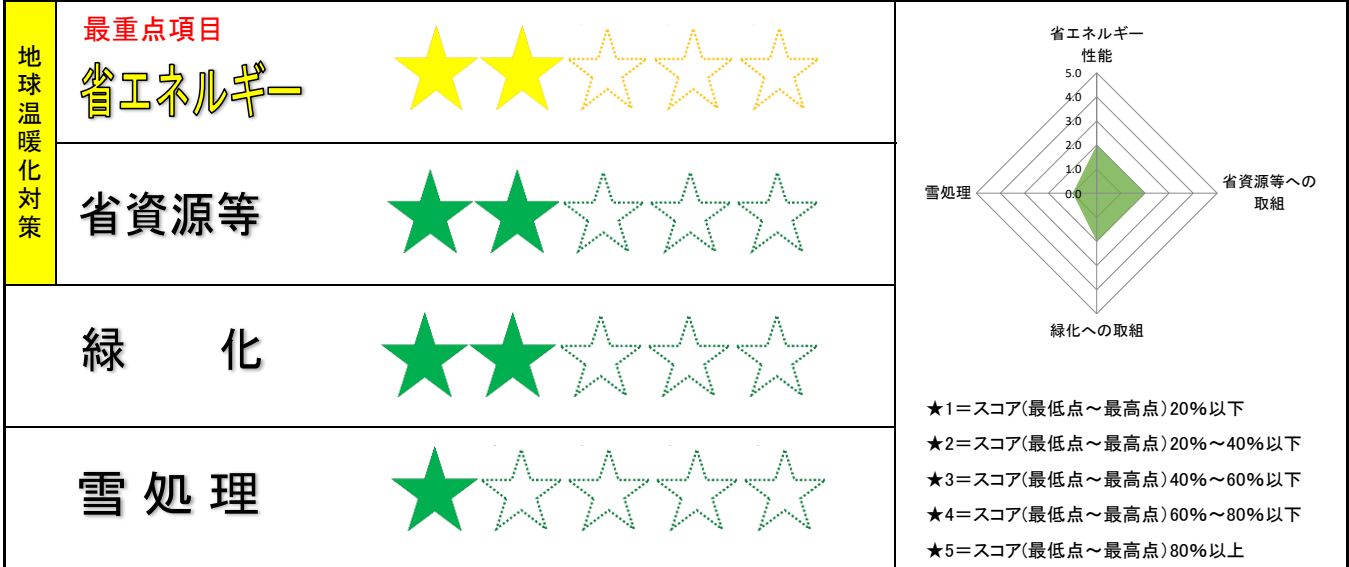 地球温暖化対策
最重点項目
省エネルギー
省資源等
緑 化
雪処理
省エネルギー
性能
5.0
4.0
3.0
2.0
1.0
0.0
雪処理
省資源等への
取組
緑化への取組
★1＝スコア(最低点～最高点)20%以下
★2＝スコア(最低点～最高点)20%～40%以下
★3＝スコア(最低点～最高点)40%～60%以下
★4＝スコア(最低点～最高点)60%～80%以下
★5＝スコア(最低点～最高点)80%以上